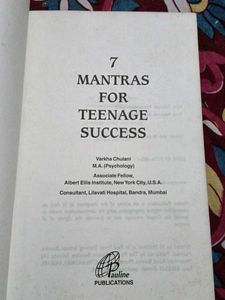 7
MANTRAS
FOR
TEENAGE
SUCCESS
Varkha Chulani
M.A. (Psychology)
Associate Fellow,
Albert Ellis Institute, New York City, U.S.A.
Consultant, Lilavati Hospital, Bandra, Mumbai
Pauline
PUBLICATIONS